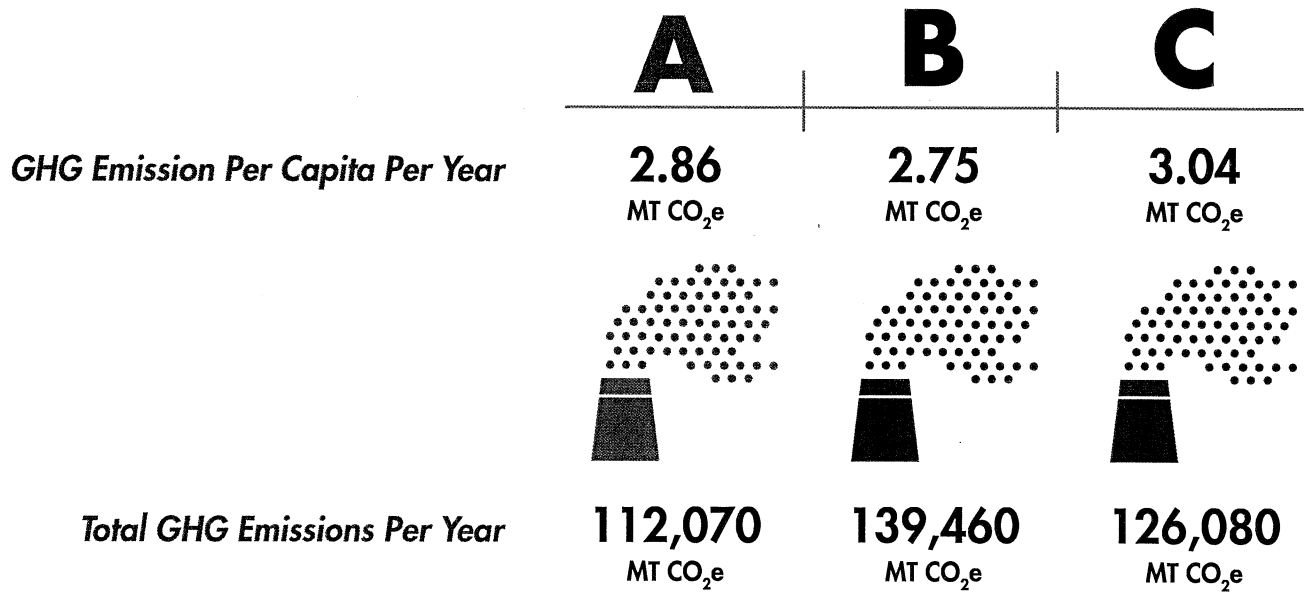 A B C
GHG Emission Per Capita Per Year 2.86 2.75 3.04
MT CO₂e MT CO₂e MT CO₂e
Total GHG Emissions Per Year 112,070 139,460 126,080
MT CO₂e MT CO₂e MT CO₂e